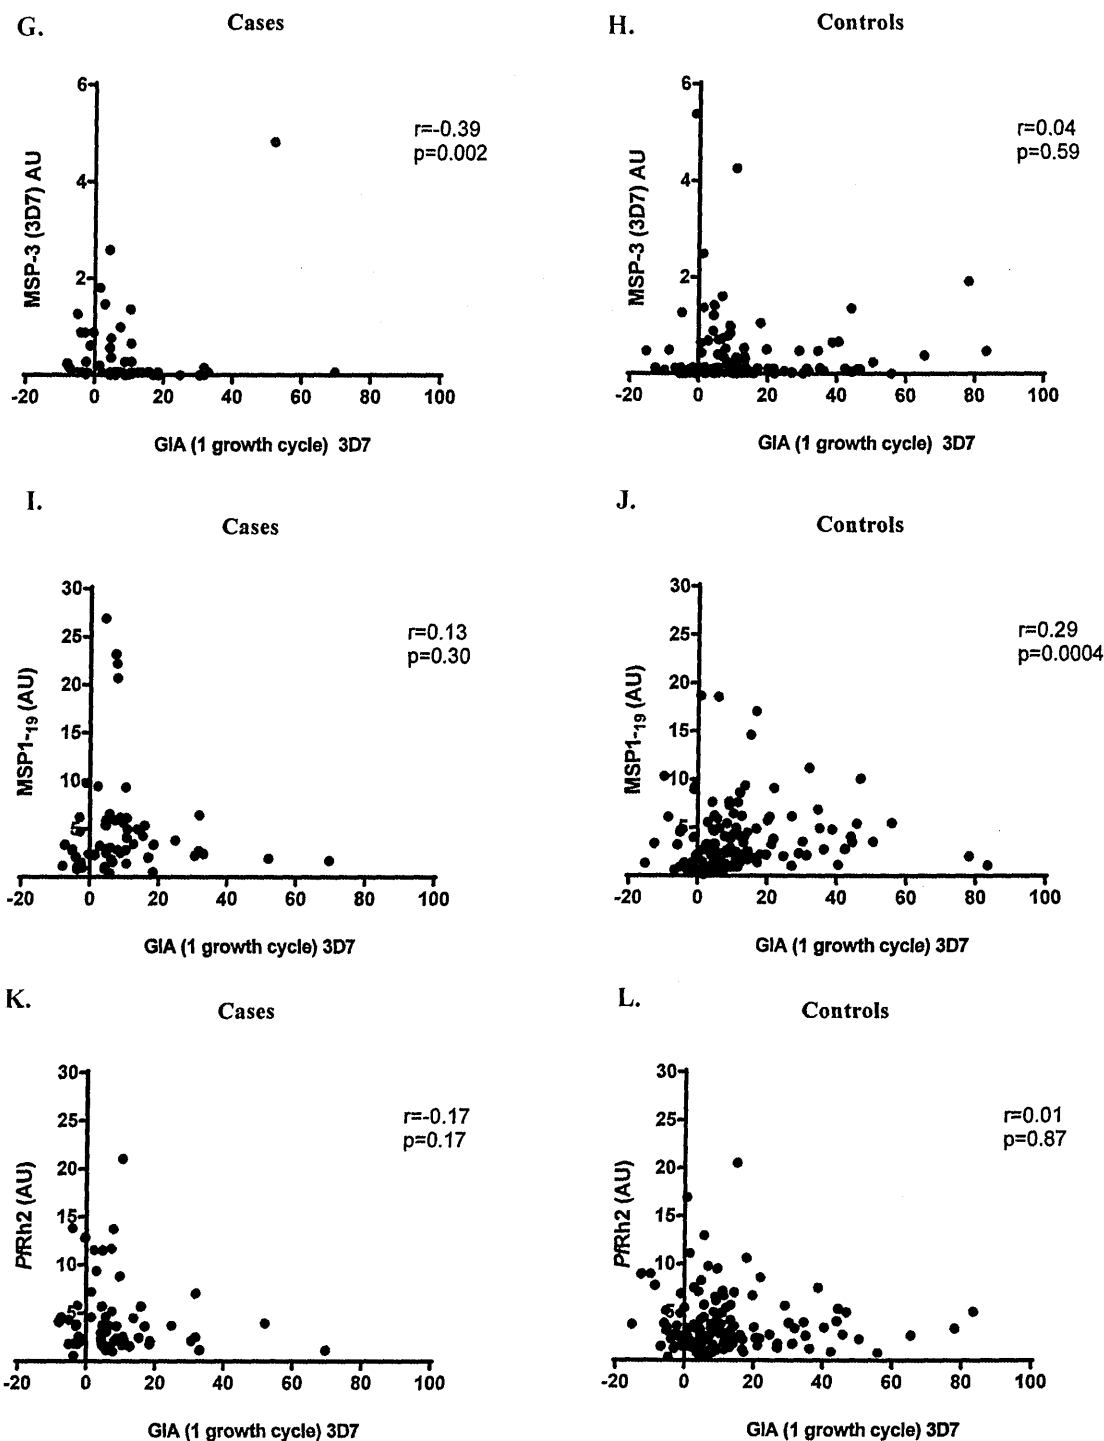 G.
Cases
6
4
2
MSP-3 (3D7) AU
r=-0.39
p=0.002
-20 0 20 40 60 80 100
GIA (1 growth cycle) 3D7
H.
Controls
6
4
2
MSP-3 (3D7) AU
r=0.04
p=0.59
-20 0 20 40 60 80 100
GIA (1 growth cycle) 3D7
I.
Cases
30
25
20
15
10
5
MSP1-19 (AU)
r=0.13
p=0.30
-20 0 20 40 60 80 100
GIA (1 growth cycle) 3D7
J.
Controls
30
25
20
15
10
5
MSP1-19 (AU)
r=0.29
p=0.0004
-20 0 20 40 60 80 100
GIA (1 growth cycle) 3D7
K.
Cases
30
25
20
15
10
5
PfRh2 (AU)
r=-0.17
p=0.17
-20 0 20 40 60 80 100
GIA (1 growth cycle) 3D7
L.
Controls
30
25
20
15
10
5
PfRh2 (AU)
r=0.01
p=0.87
-20 0 20 40 60 80 100
GIA (1 growth cycle) 3D7